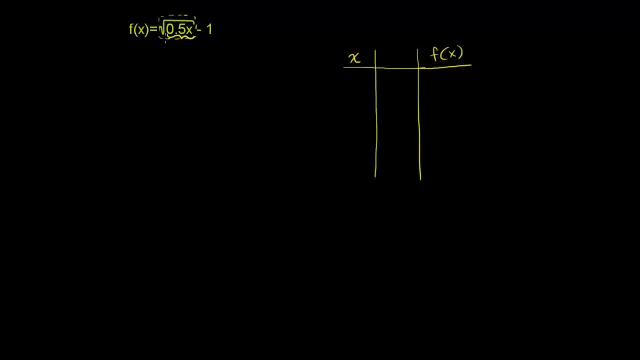 f(x)=√0.5x - 1
x f(x)